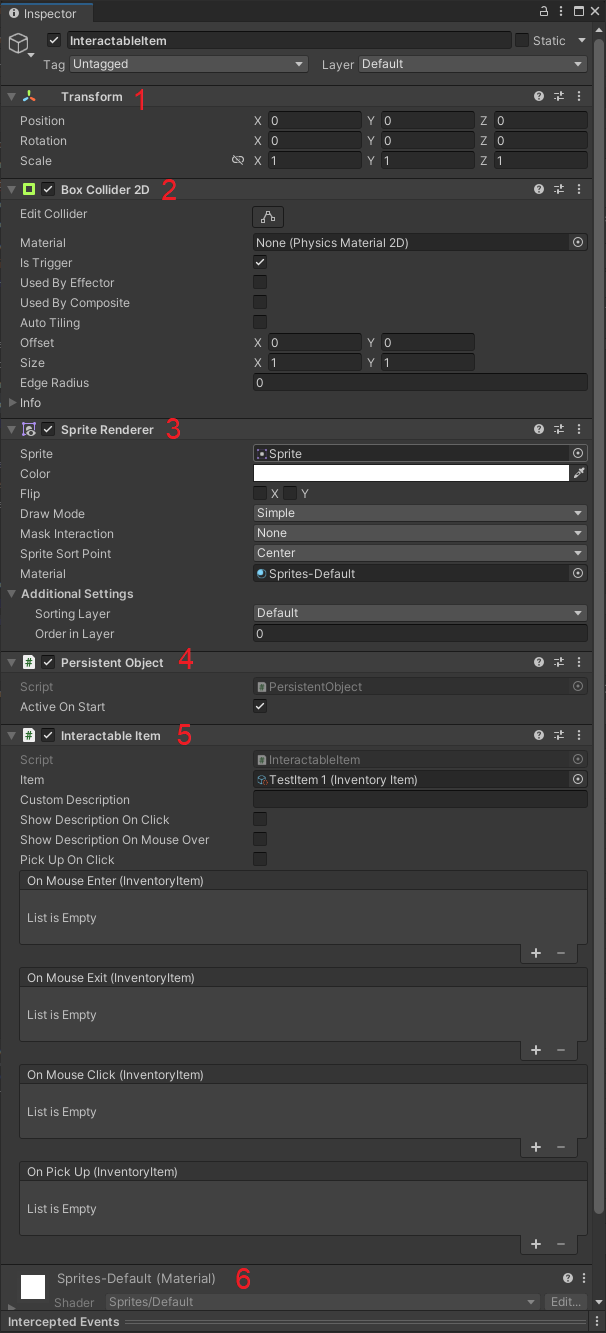 Inspector
InteractableItem Static
Tag Untagged Layer Default
Transform 1
Position X 0 Y 0 Z 0
Rotation X 0 Y 0 Z 0
Scale X 1 Y 1 Z 1
Box Collider 2D 2
Edit Collider
Material None (Physics Material 2D)
Is Trigger
Used By Effector
Used By Composite
Auto Tiling
Offset X 0 Y 0
Size X 1 Y 1
Edge Radius 0
Info
Sprite Renderer 3
Sprite Sprite
Color
Flip X Y
Draw Mode Simple
Mask Interaction None
Sprite Sort Point Center
Material Sprites-Default
Additional Settings
Sorting Layer Default
Order in Layer 0
# Persistent Object 4
Script # PersistentObject
Active On Start
# Interactable Item 5
Script # InteractableItem
Item TestItem 1 (Inventory Item)
Custom Description
Show Description On Click
Show Description On Mouse Over
Pick Up On Click
On Mouse Enter (InventoryItem)
List is Empty
+ −
On Mouse Exit (InventoryItem)
List is Empty
+ −
On Mouse Click (InventoryItem)
List is Empty
+ −
On Pick Up (InventoryItem)
List is Empty
+ −
Sprites-Default (Material) 6
Shader Sprites/Default Edit...
Intercepted Events